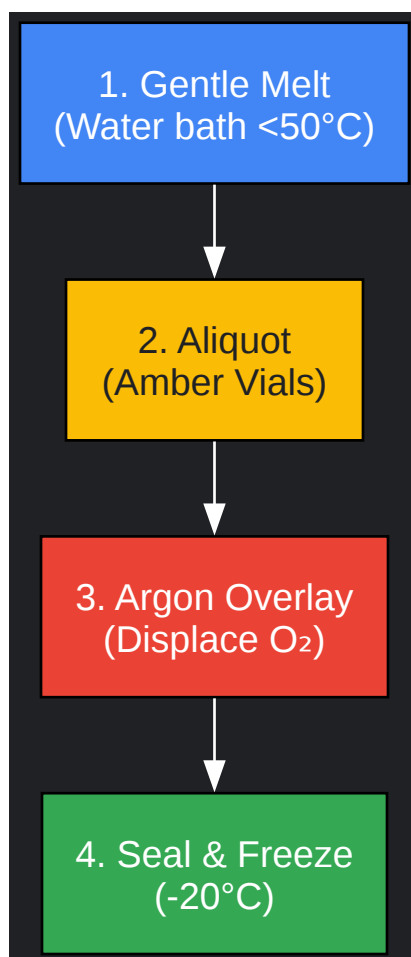 1. Gentle Melt
(Water bath <50°C)
2. Aliquot
(Amber Vials)
3. Argon Overlay
(Displace O₂)
4. Seal & Freeze
(-20°C)